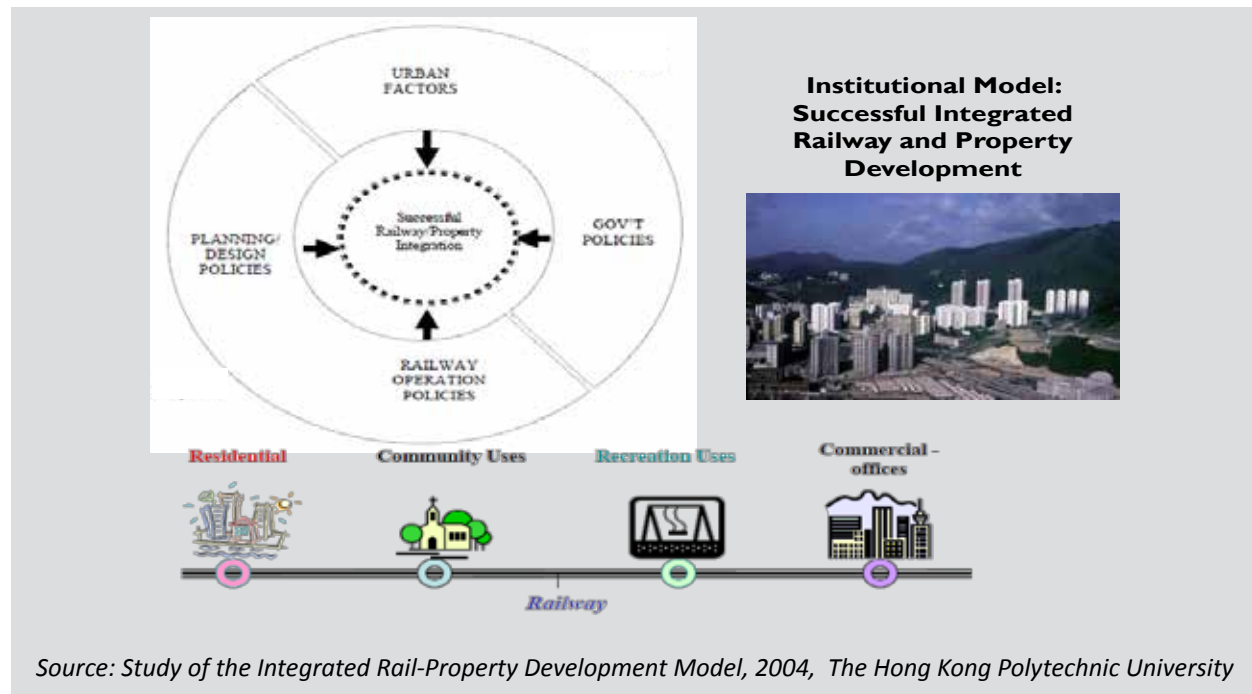 URBAN
FACTORS
Institutional Model:
Successful Integrated
Railway and Property
Development
Successful
Railway/Property
Integration
PLANNING/
DESIGN
POLICIES
GOV'T
POLICIES
RAILWAY
OPERATION
POLICIES
Residential
Community Uses
Recreation Uses
Commercial –
offices
Railway
Source: Study of the Integrated Rail-Property Development Model, 2004, The Hong Kong Polytechnic University